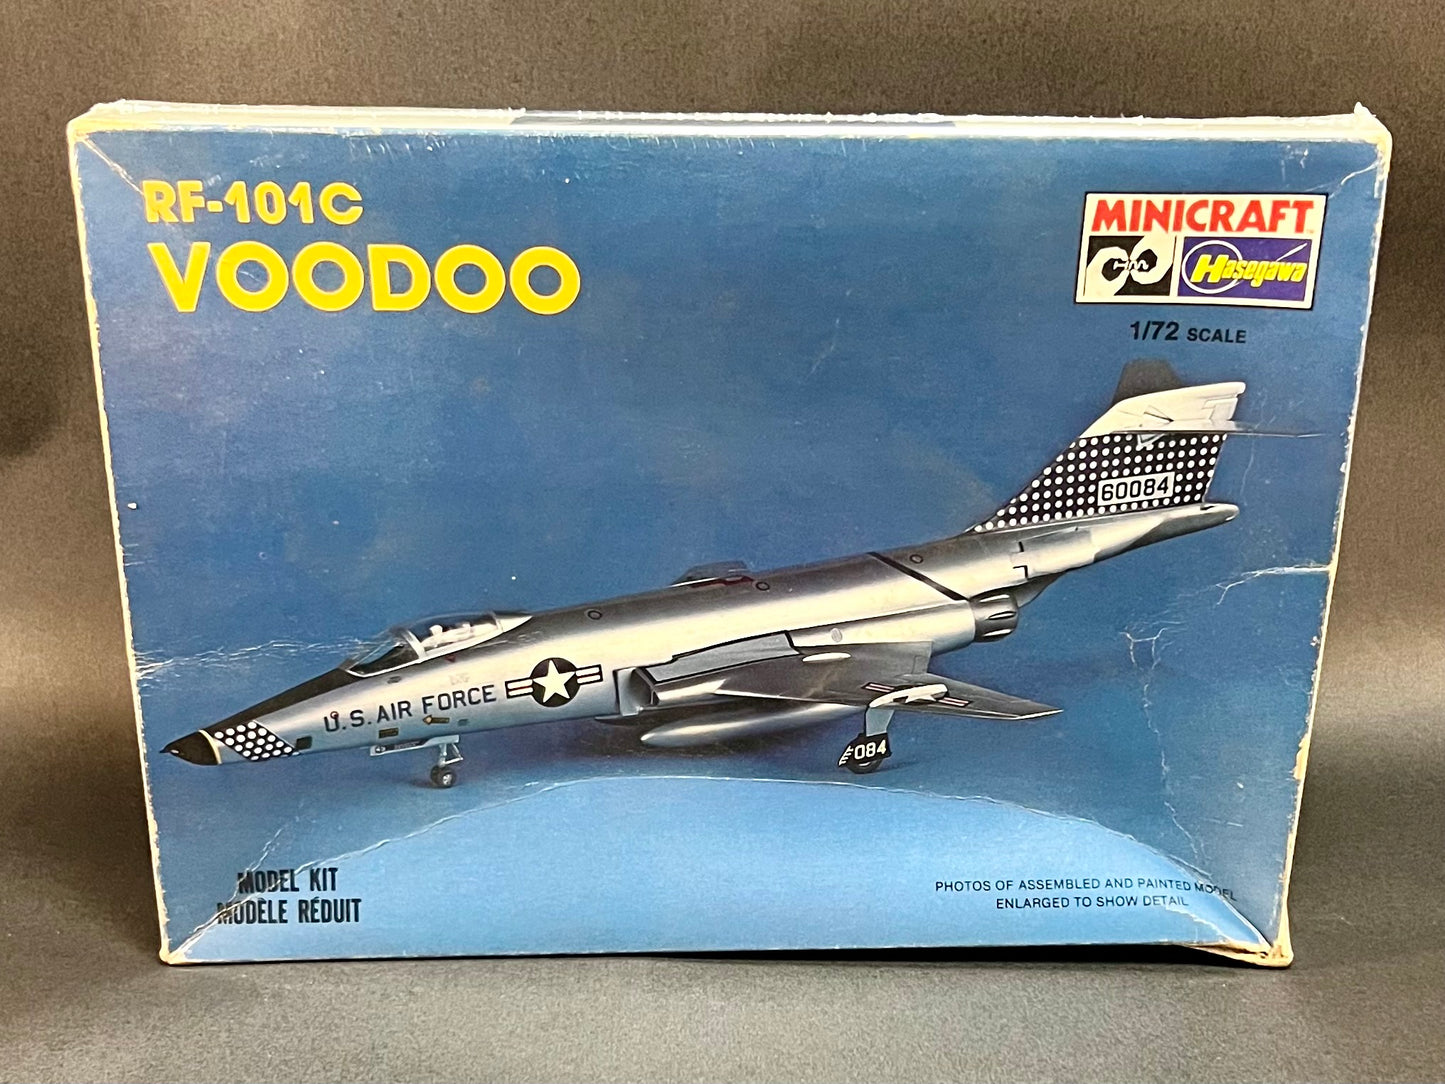 RF-101C
VOODOO
MINICRAFT
Hasegawa
1/72 SCALE
60084
U.S. AIR FORCE
084
MODEL KIT
MODÈLE RÉDUIT
PHOTOS OF ASSEMBLED AND PAINTED MODEL
ENLARGED TO SHOW DETAIL